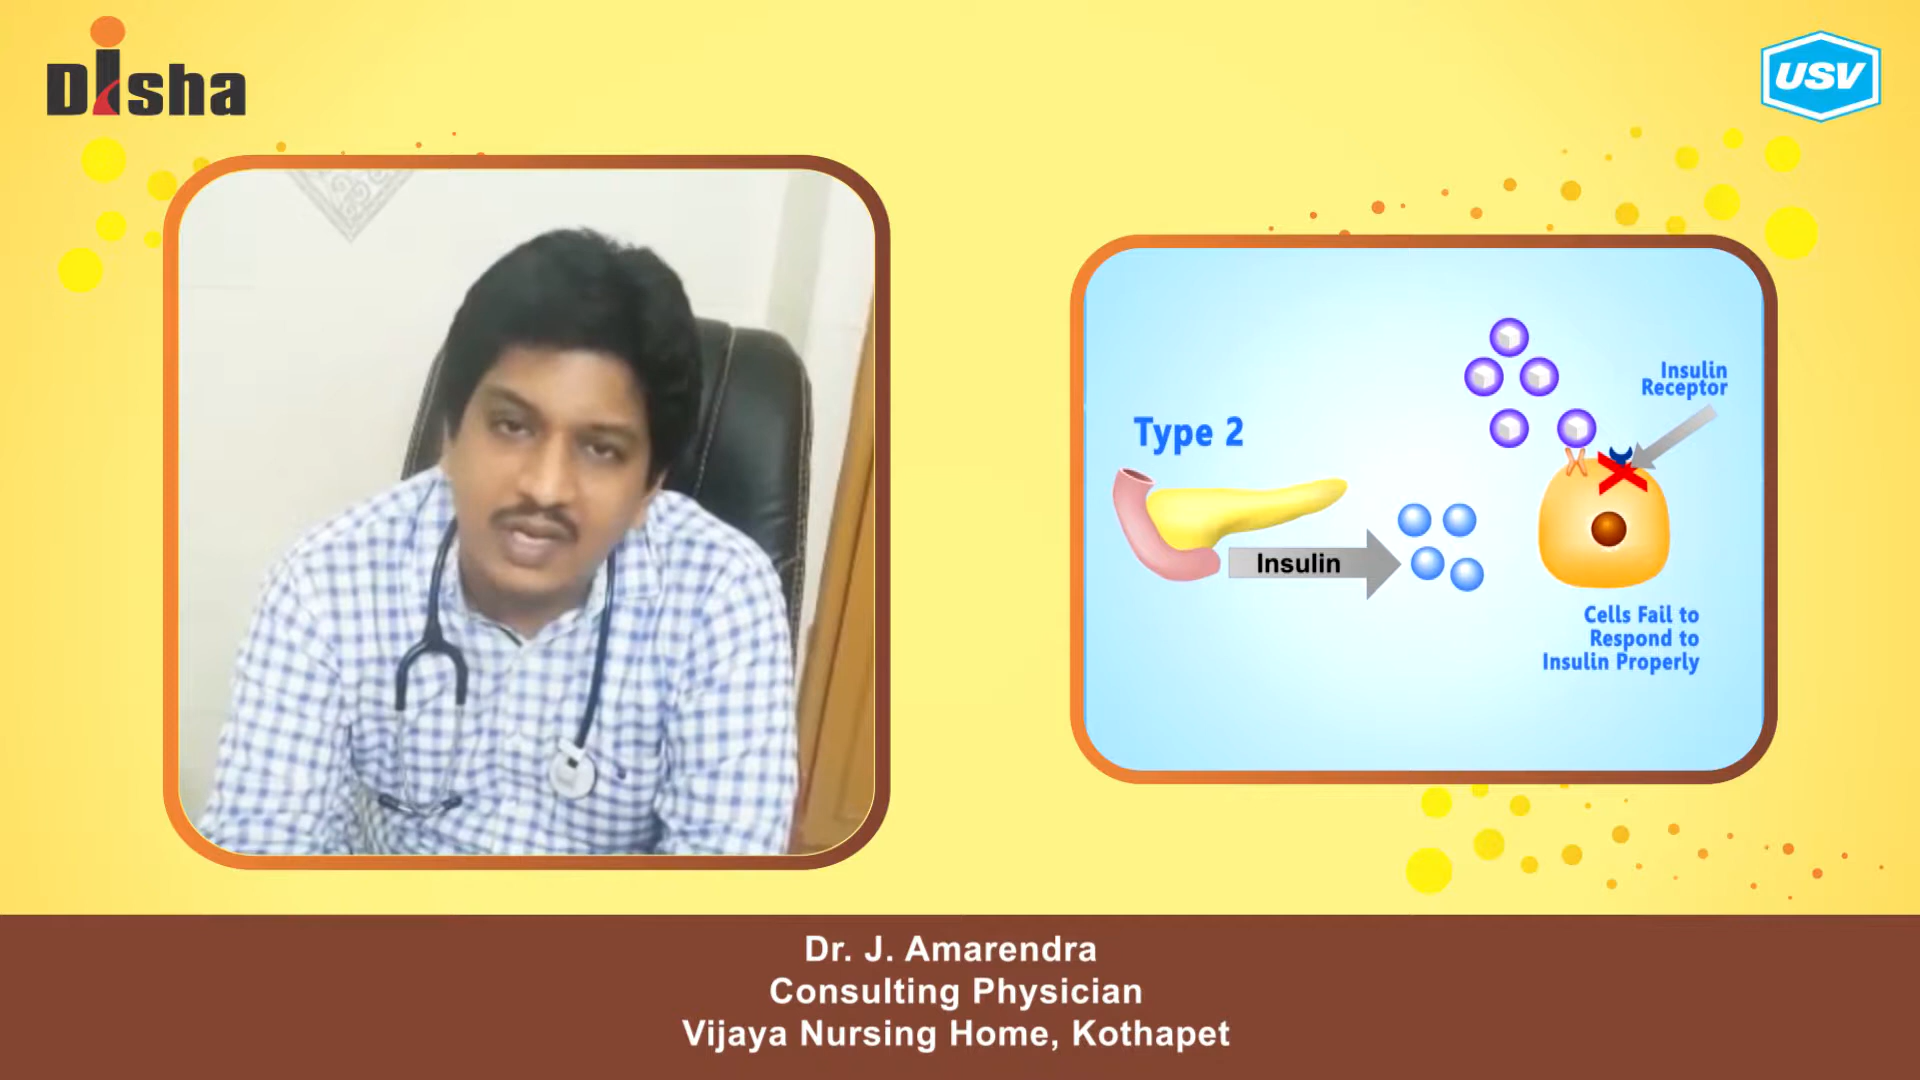 Disha
USV
Type 2
Insulin
Receptor
Insulin
Cells Fail to
Respond to
Insulin Properly
Dr. J. Amarendra
Consulting Physician
Vijaya Nursing Home, Kothapet